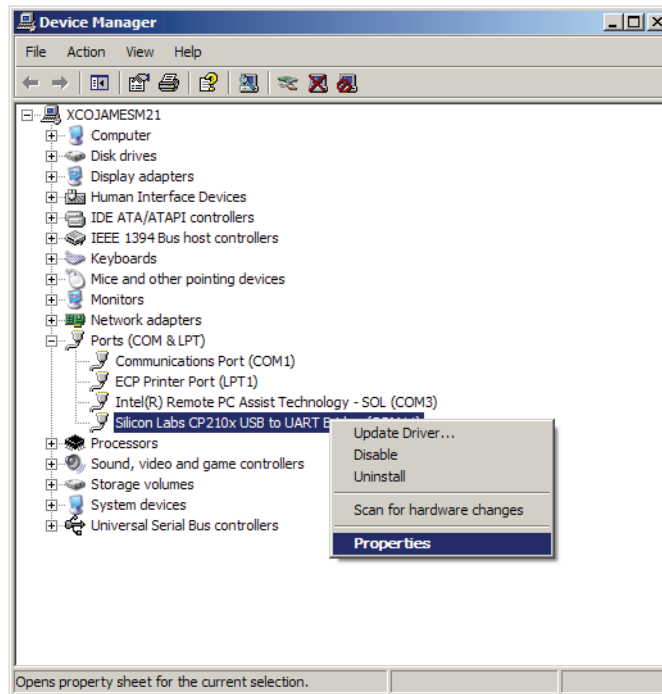 Device Manager
File Action View Help
XCOJAMESM21
Computer
Disk drives
Display adapters
Human Interface Devices
IDE ATA/ATAPI controllers
IEEE 1394 Bus host controllers
Keyboards
Mice and other pointing devices
Monitors
Network adapters
Ports (COM & LPT)
Communications Port (COM1)
ECP Printer Port (LPT1)
Intel(R) Remote PC Assist Technology - SOL (COM3)
Silicon Labs CP210x USB to UART
Processors
Sound, video and game controllers
Storage volumes
System devices
Universal Serial Bus controllers
Update Driver...
Disable
Uninstall
Scan for hardware changes
Properties
Opens property sheet for the current selection.